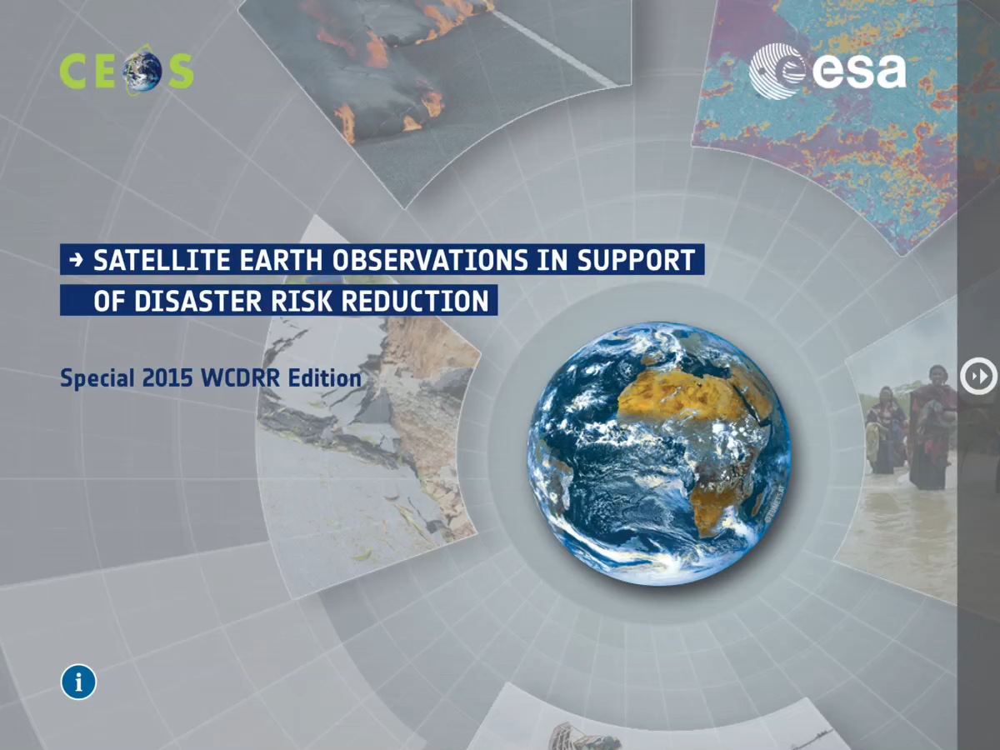 CEOS
esa
→ SATELLITE EARTH OBSERVATIONS IN SUPPORT
OF DISASTER RISK REDUCTION
Special 2015 WCDRR Edition
i